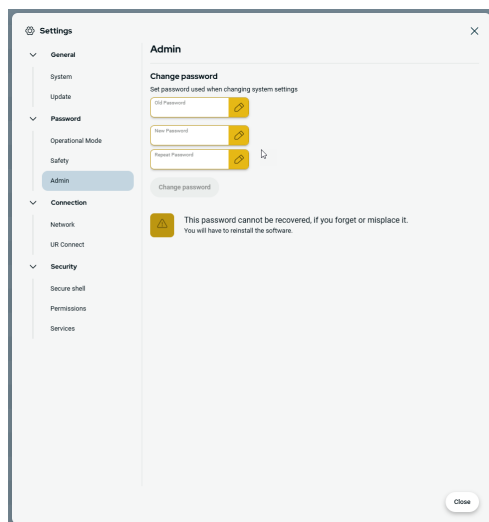 Settings
General
System
Update
Password
Operational Mode
Safety
Admin
Connection
Network
UR Connect
Security
Secure shell
Permissions
Services
Admin
Change password
Set password used when changing system settings
Old Password
New Password
Repeat Password
Change password
This password cannot be recovered, if you forget or misplace it.
You will have to reinstall the software.
Close